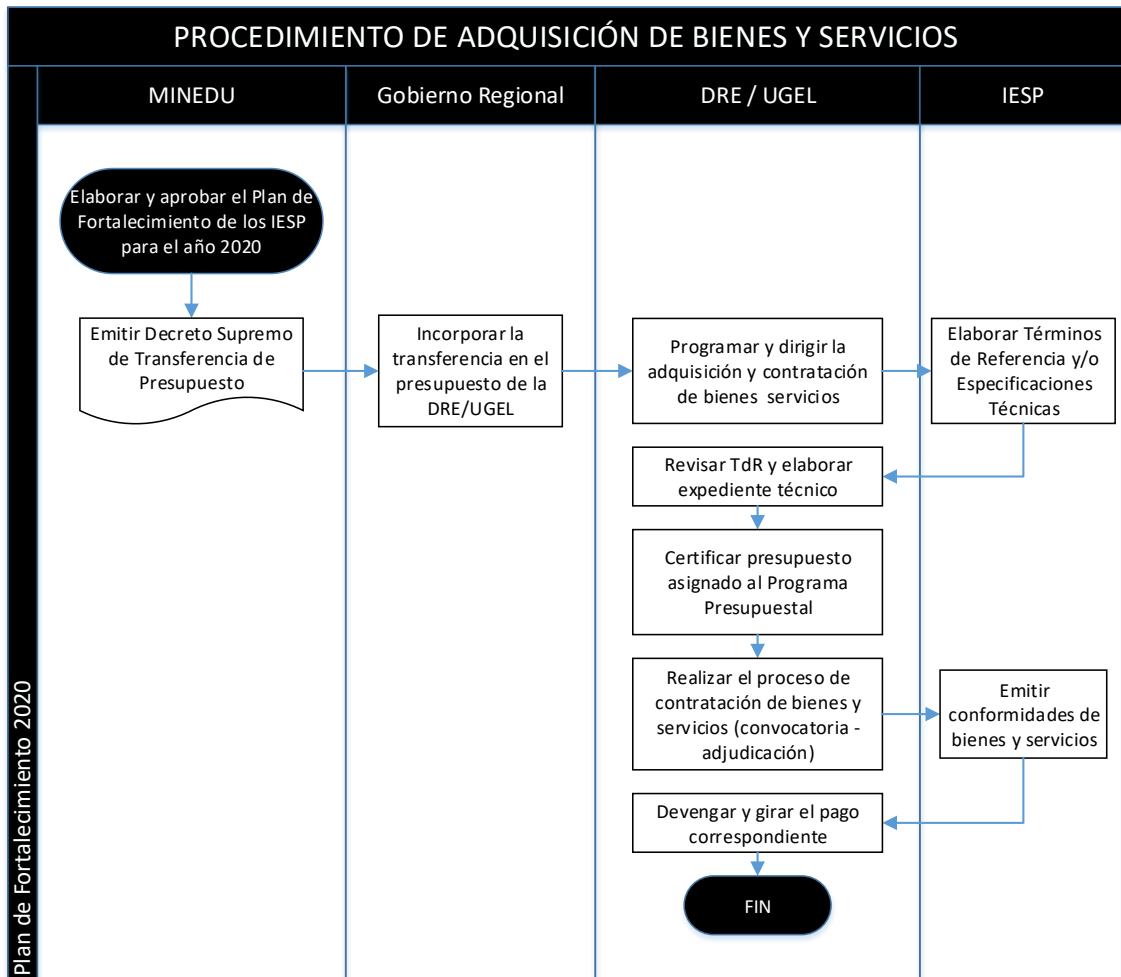 PROCEDIMIENTO DE ADQUISICIÓN DE BIENES Y SERVICIOS
MINEDU
Gobierno Regional
DRE / UGEL
IESP
Elaborar y aprobar el Plan de
Fortalecimiento de los IESP
para el año 2020
Emitir Decreto Supremo
de Transferencia de
Presupuesto
Incorporar la
transferencia en el
presupuesto de la
DRE/UGEL
Programar y dirigir la
adquisición y contratación
de bienes servicios
Elaborar Términos
de Referencia y/o
Especificaciones
Técnicas
Revisar TdR y elaborar
expediente técnico
Certificar presupuesto
asignado al Programa
Presupuestal
Realizar el proceso de
contratación de bienes y
servicios (convocatoria -
adjudicación)
Emitir
conformidades de
bienes y servicios
Devengar y girar el pago
correspondiente
FIN
Plan de Fortalecimiento 2020